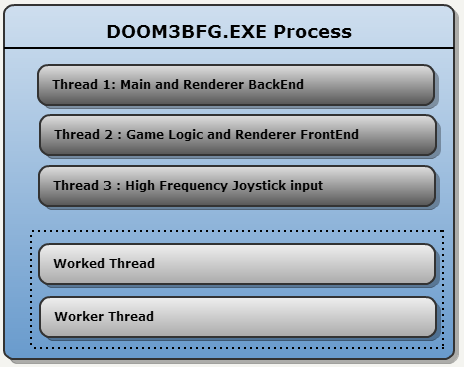 DOOM3BFG.EXE Process
Thread 1: Main and Renderer BackEnd
Thread 2 : Game Logic and Renderer FrontEnd
Thread 3 : High Frequency Joystick input
Worked Thread
Worker Thread